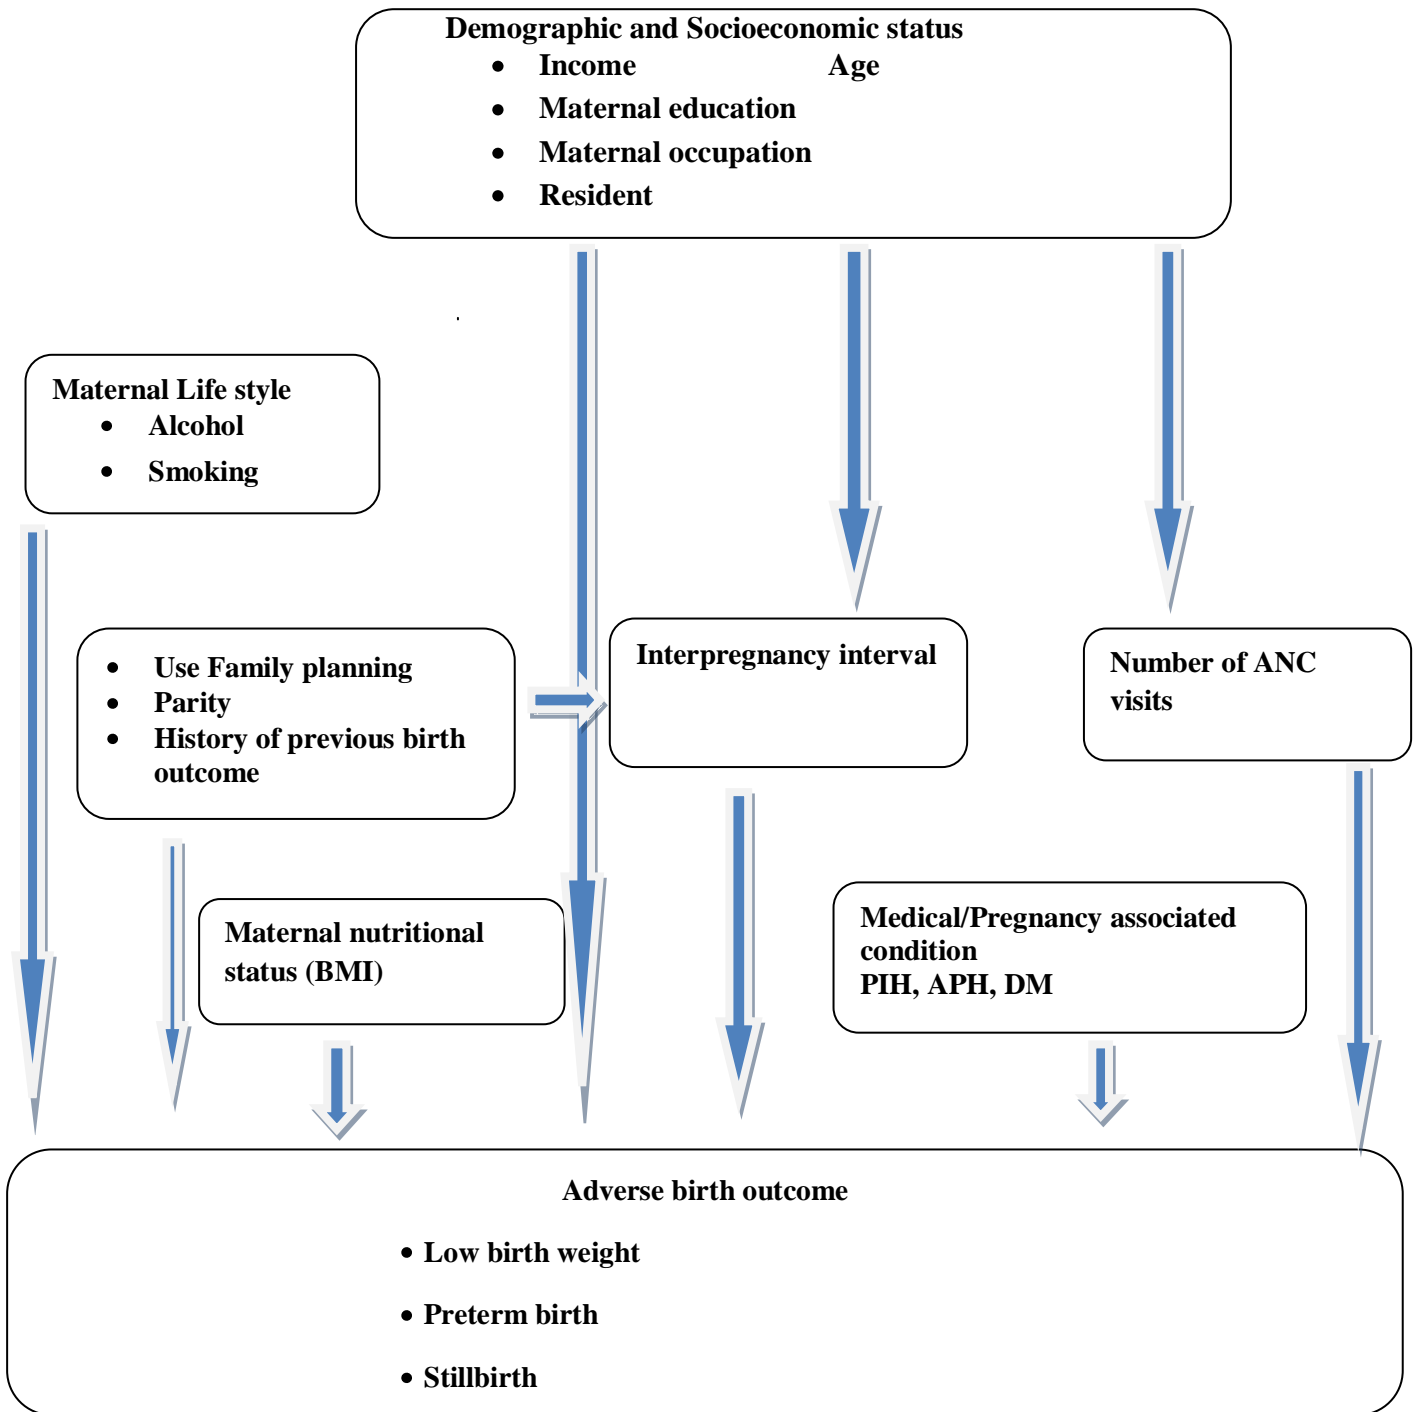 Demographic and Socioeconomic status
• Income Age
• Maternal education
• Maternal occupation
• Resident
Maternal Life style
• Alcohol
• Smoking
• Use Family planning
• Parity
• History of previous birth
outcome
Interpregnancy interval
Number of ANC
visits
Maternal nutritional
status (BMI)
Medical/Pregnancy associated
condition
PIH, APH, DM
Adverse birth outcome
• Low birth weight
• Preterm birth
• Stillbirth